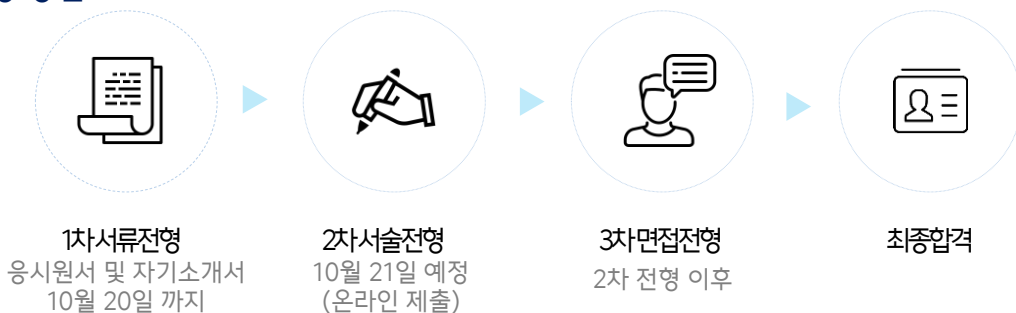 1차 서류전형
응시원서 및 자기소개서
10월 20일 까지
2차 서술전형
10월 21일 예정
(온라인 제출)
3차 면접전형
2차 전형 이후
최종합격